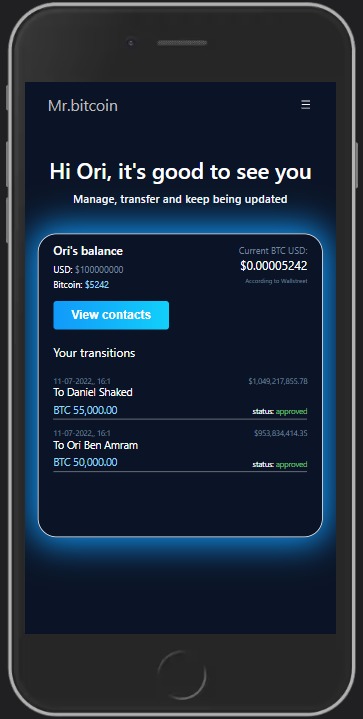 Mr.bitcoin ☰
Hi Ori, it's good to see you
Manage, transfer and keep being updated
Ori's balance
Current BTC USD:
USD: $100000000
$0.00005242
Bitcoin: $5242
According to Wallstreet
View contacts
Your transitions
11-07-2022,, 16:1 $1,049,217,855.78
To Daniel Shaked
BTC 55,000.00 status: approved
11-07-2022,, 16:1 $953,834,414.35
To Ori Ben Amram
BTC 50,000.00 status: approved